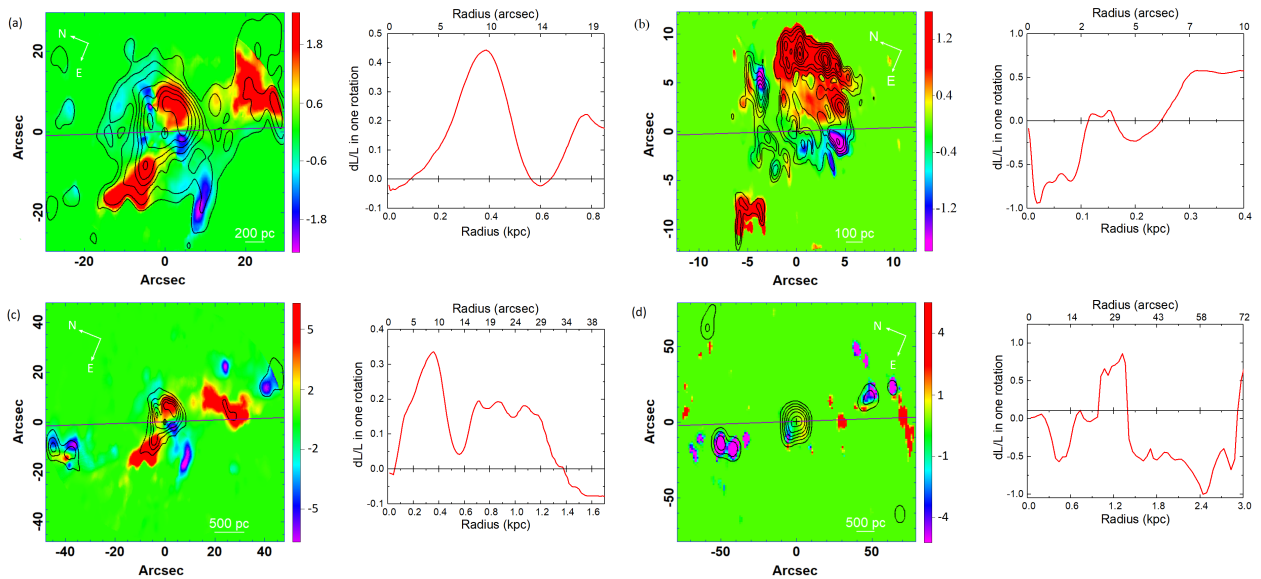 (a)
N
E
Arcsec
20
0
-20
-20
0
20
Arcsec
200 pc
1.8
0.6
-0.6
-1.8
Radius (arcsec)
0 5 9 14 19
dL/L in one rotation
0.5
0.4
0.3
0.2
0.1
0.0
-0.1
0.0 0.2 0.4 0.6 0.8
Radius (kpc)
(b)
N
E
Arcsec
10
5
0
-5
-10
-10 -5 0 5 10
Arcsec
100 pc
1.2
0.4
-0.4
-1.2
Radius (arcsec)
0 2 5 7 10
dL/L in one rotation
1.0
0.5
0.0
-0.5
-1.0
0.0 0.1 0.2 0.3 0.4
Radius (kpc)
(c)
N
E
Arcsec
40
20
0
-20
-40
-40 -20 0 20 40
Arcsec
500 pc
5
2
-2
-5
Radius (arcsec)
0 5 10 14 19 24 29 34 38
dL/L in one rotation
0.4
0.3
0.2
0.1
0.0
-0.1
0.0 0.2 0.4 0.6 0.8 1.0 1.2 1.4 1.6
Radius (kpc)
(d)
N
E
Arcsec
50
0
-50
-50 0 50
Arcsec
500 pc
4
1
-1
-4
Radius (arcsec)
0 14 29 43 58 72
dL/L in one rotation
1.0
0.5
0.0
-0.5
-1.0
0.0 0.6 1.2 1.8 2.4 3.0
Radius (kpc)